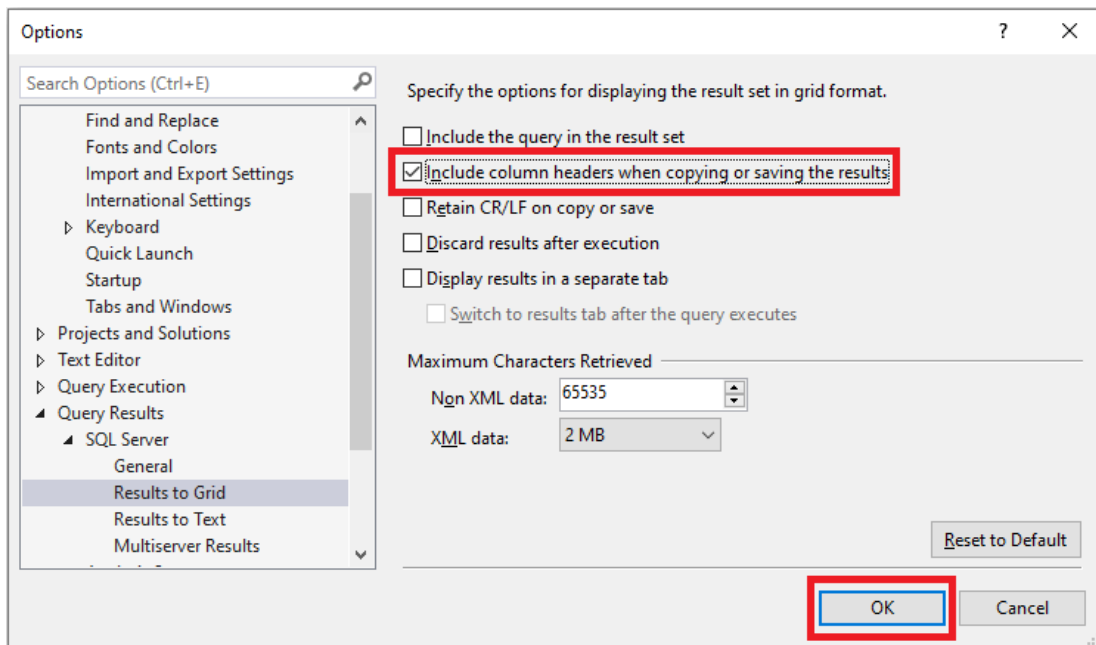 Options
?
Search Options (Ctrl+E)
Find and Replace
Fonts and Colors
Import and Export Settings
International Settings
Keyboard
Quick Launch
Startup
Tabs and Windows
Projects and Solutions
Text Editor
Query Execution
Query Results
SQL Server
General
Results to Grid
Results to Text
Multiserver Results
Specify the options for displaying the result set in grid format.
Include the query in the result set
Include column headers when copying or saving the results
Retain CR/LF on copy or save
Discard results after execution
Display results in a separate tab
Switch to results tab after the query executes
Maximum Characters Retrieved
Non XML data: 65535
XML data: 2 MB
Reset to Default
OK Cancel